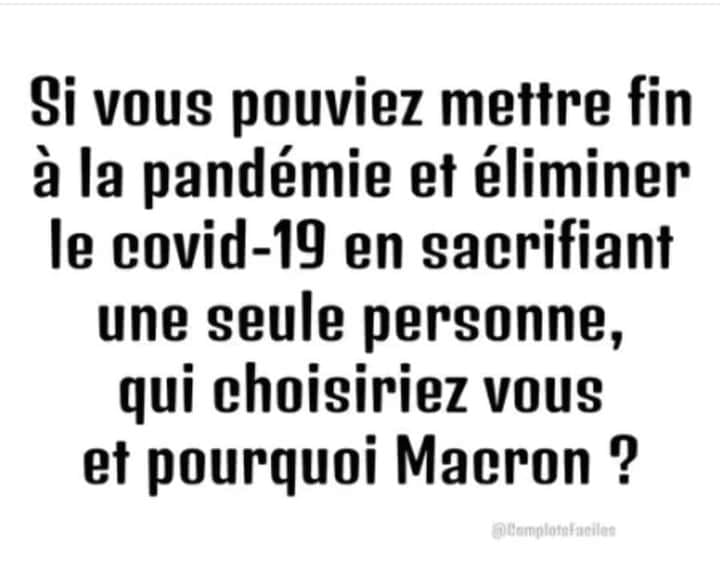 Si vous pouviez mettre fin
à la pandémie et éliminer
le covid-19 en sacrifiant
une seule personne,
qui choisiriez vous
et pourquoi Macron ?
@ComplotsFaciles